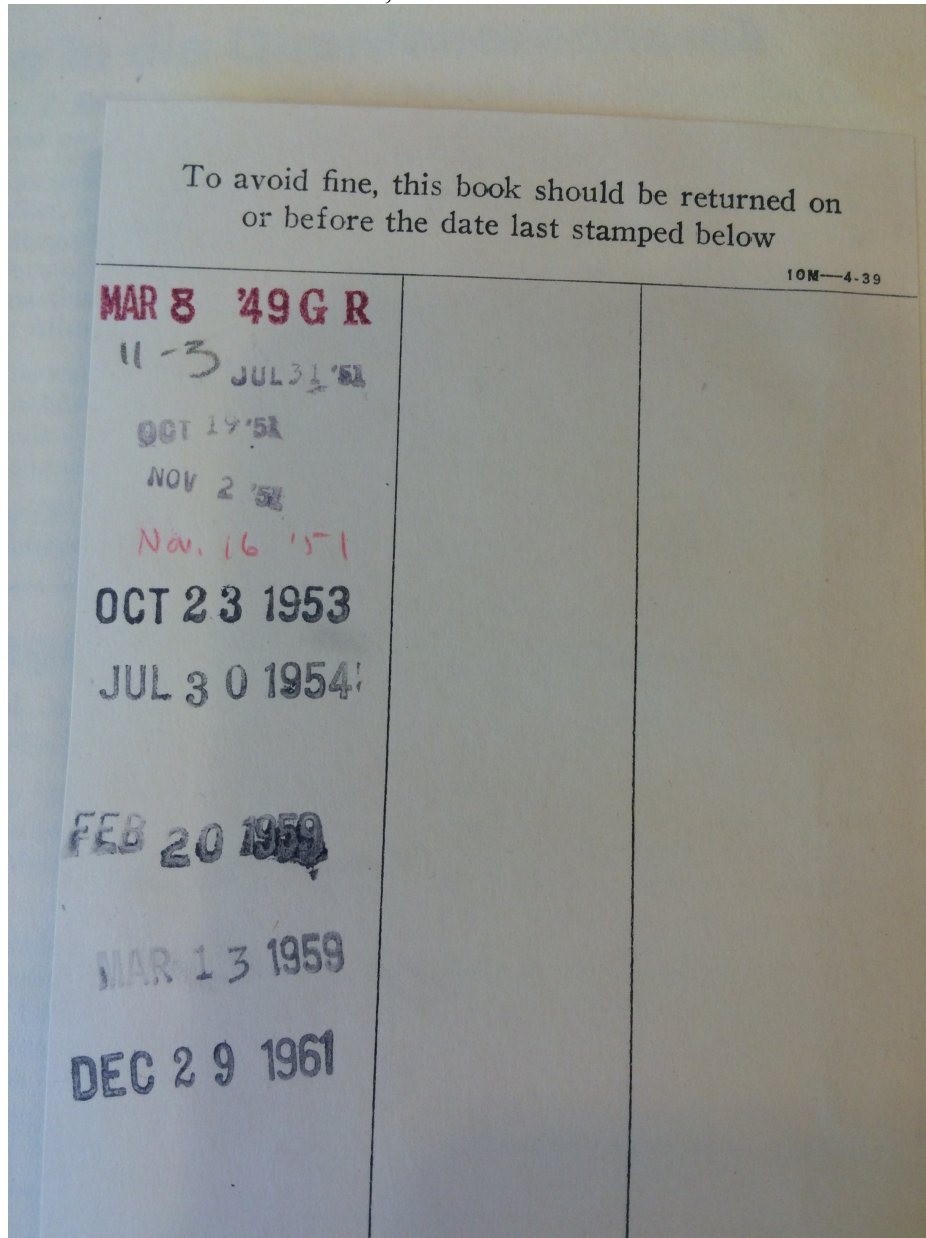 To avoid fine, this book should be returned on
or before the date last stamped below
10M—4-39
MAR 8 '49 G R
11-3
JUL 31 '51
OCT 19 '51
NOV 2 '51
Nov. 16 '51
OCT 23 1953
JUL 30 1954
FEB 20 1959
MAR 13 1959
DEC 29 1961